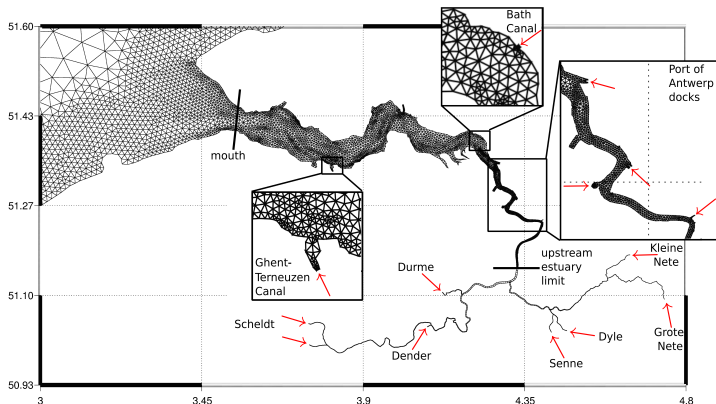 51.60
51.43
51.27
51.10
50.93
3
3.45
3.9
4.35
4.8
mouth
Bath
Canal
Port of
Antwerp
docks
Ghent-
Terneuzen
Canal
upstream
estuary
limit
Kleine
Nete
Durme
Scheldt
Dender
Senne
Dyle
Grote
Nete